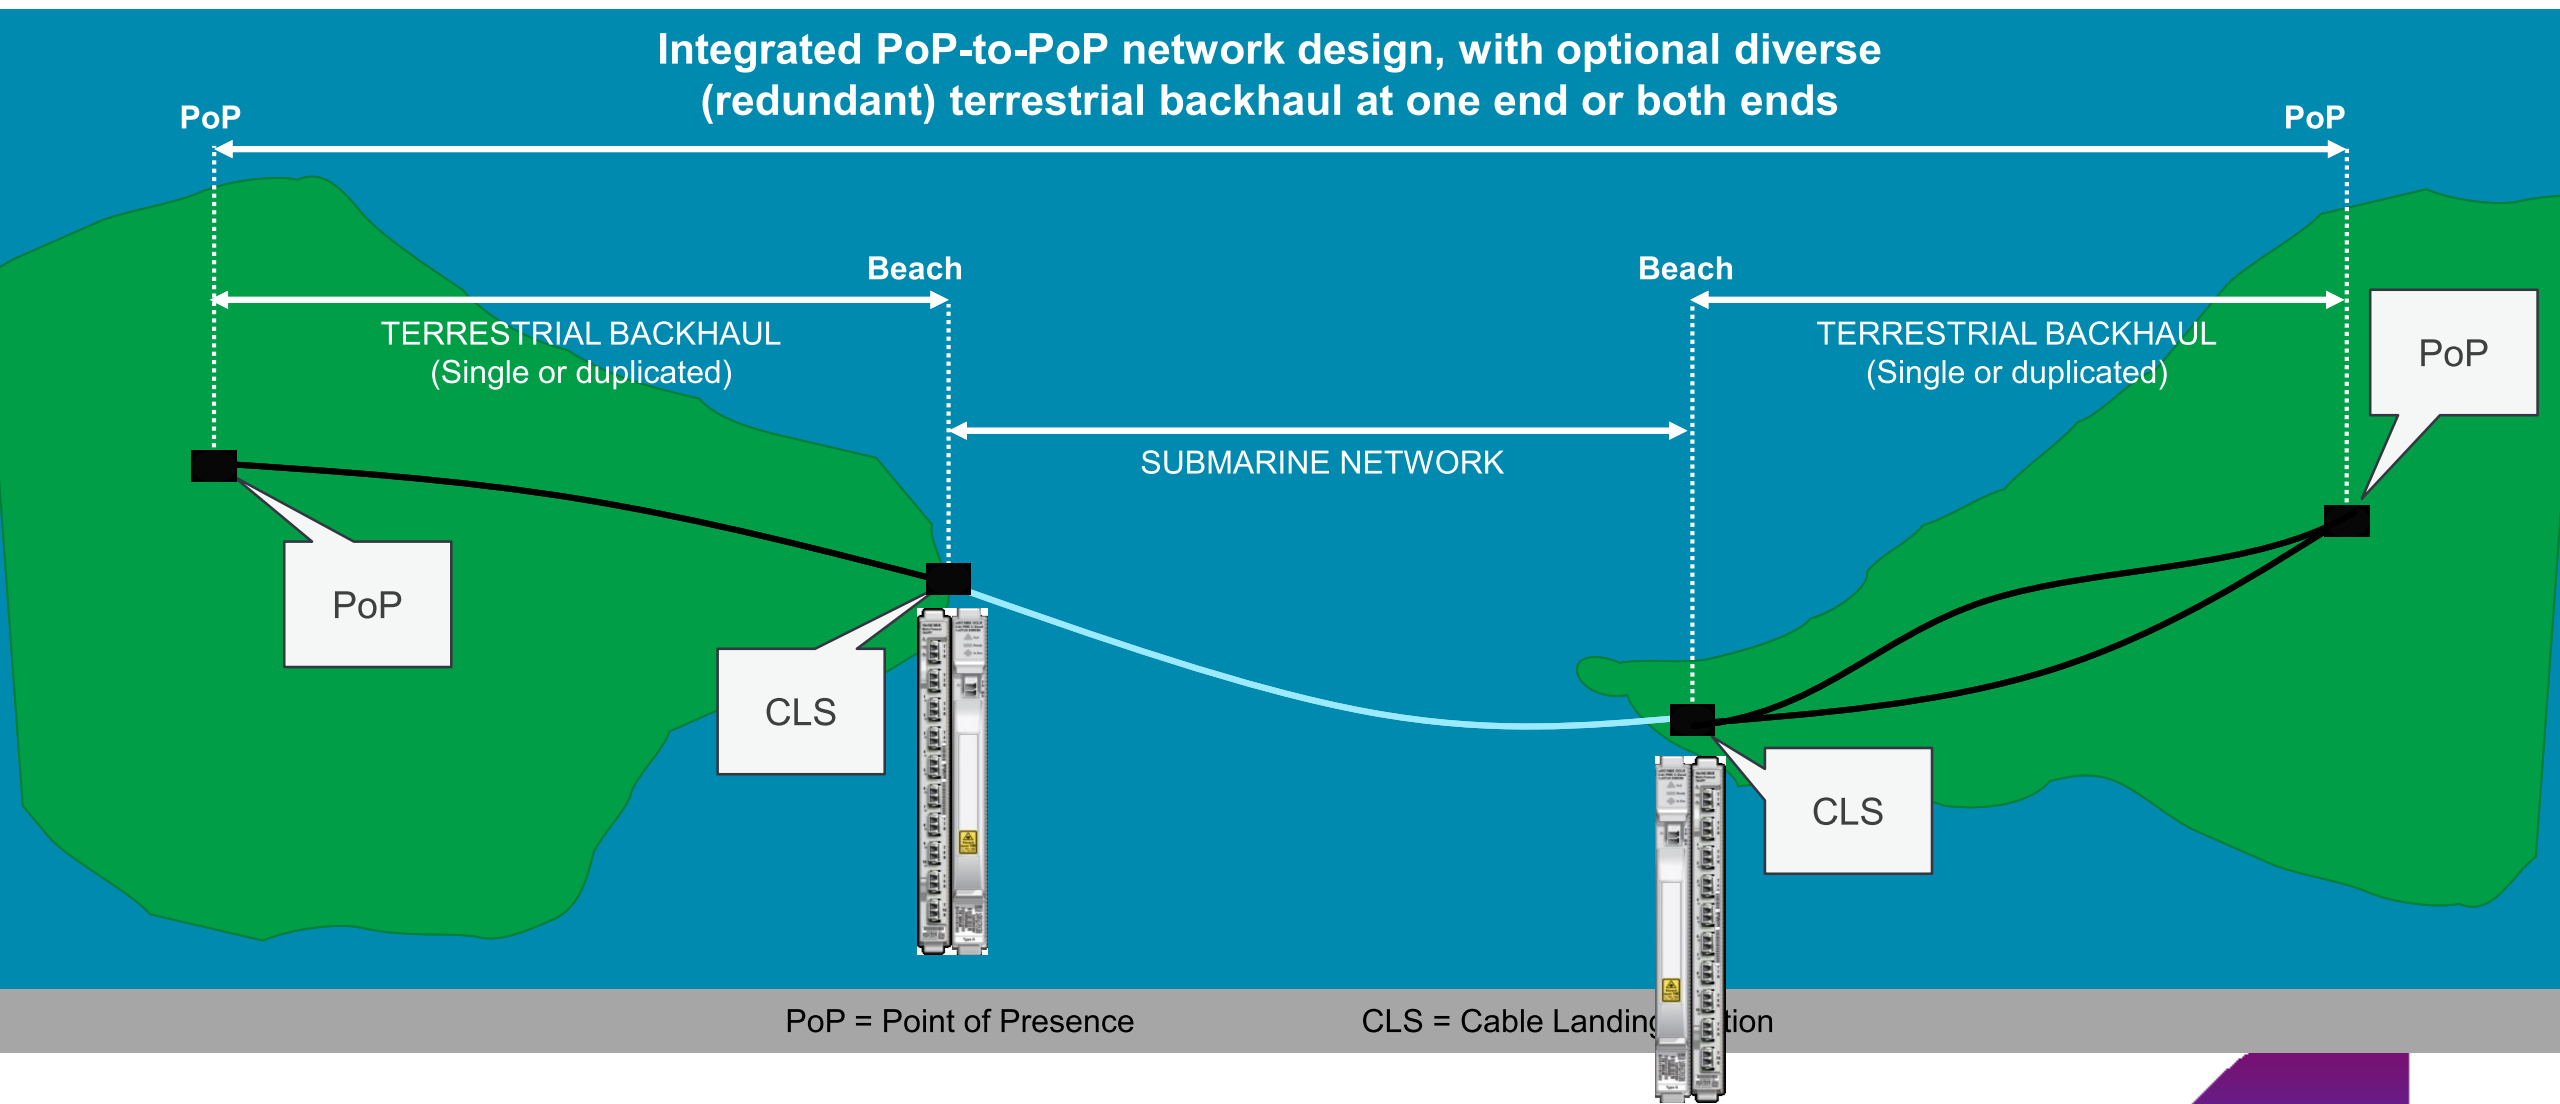 Integrated PoP-to-PoP network design, with optional diverse
(redundant) terrestrial backhaul at one end or both ends
PoP
PoP
Beach
Beach
TERRESTRIAL BACKHAUL
(Single or duplicated)
TERRESTRIAL BACKHAUL
(Single or duplicated)
PoP
SUBMARINE NETWORK
PoP
CLS
CLS
PoP = Point of Presence
CLS = Cable Landing tion